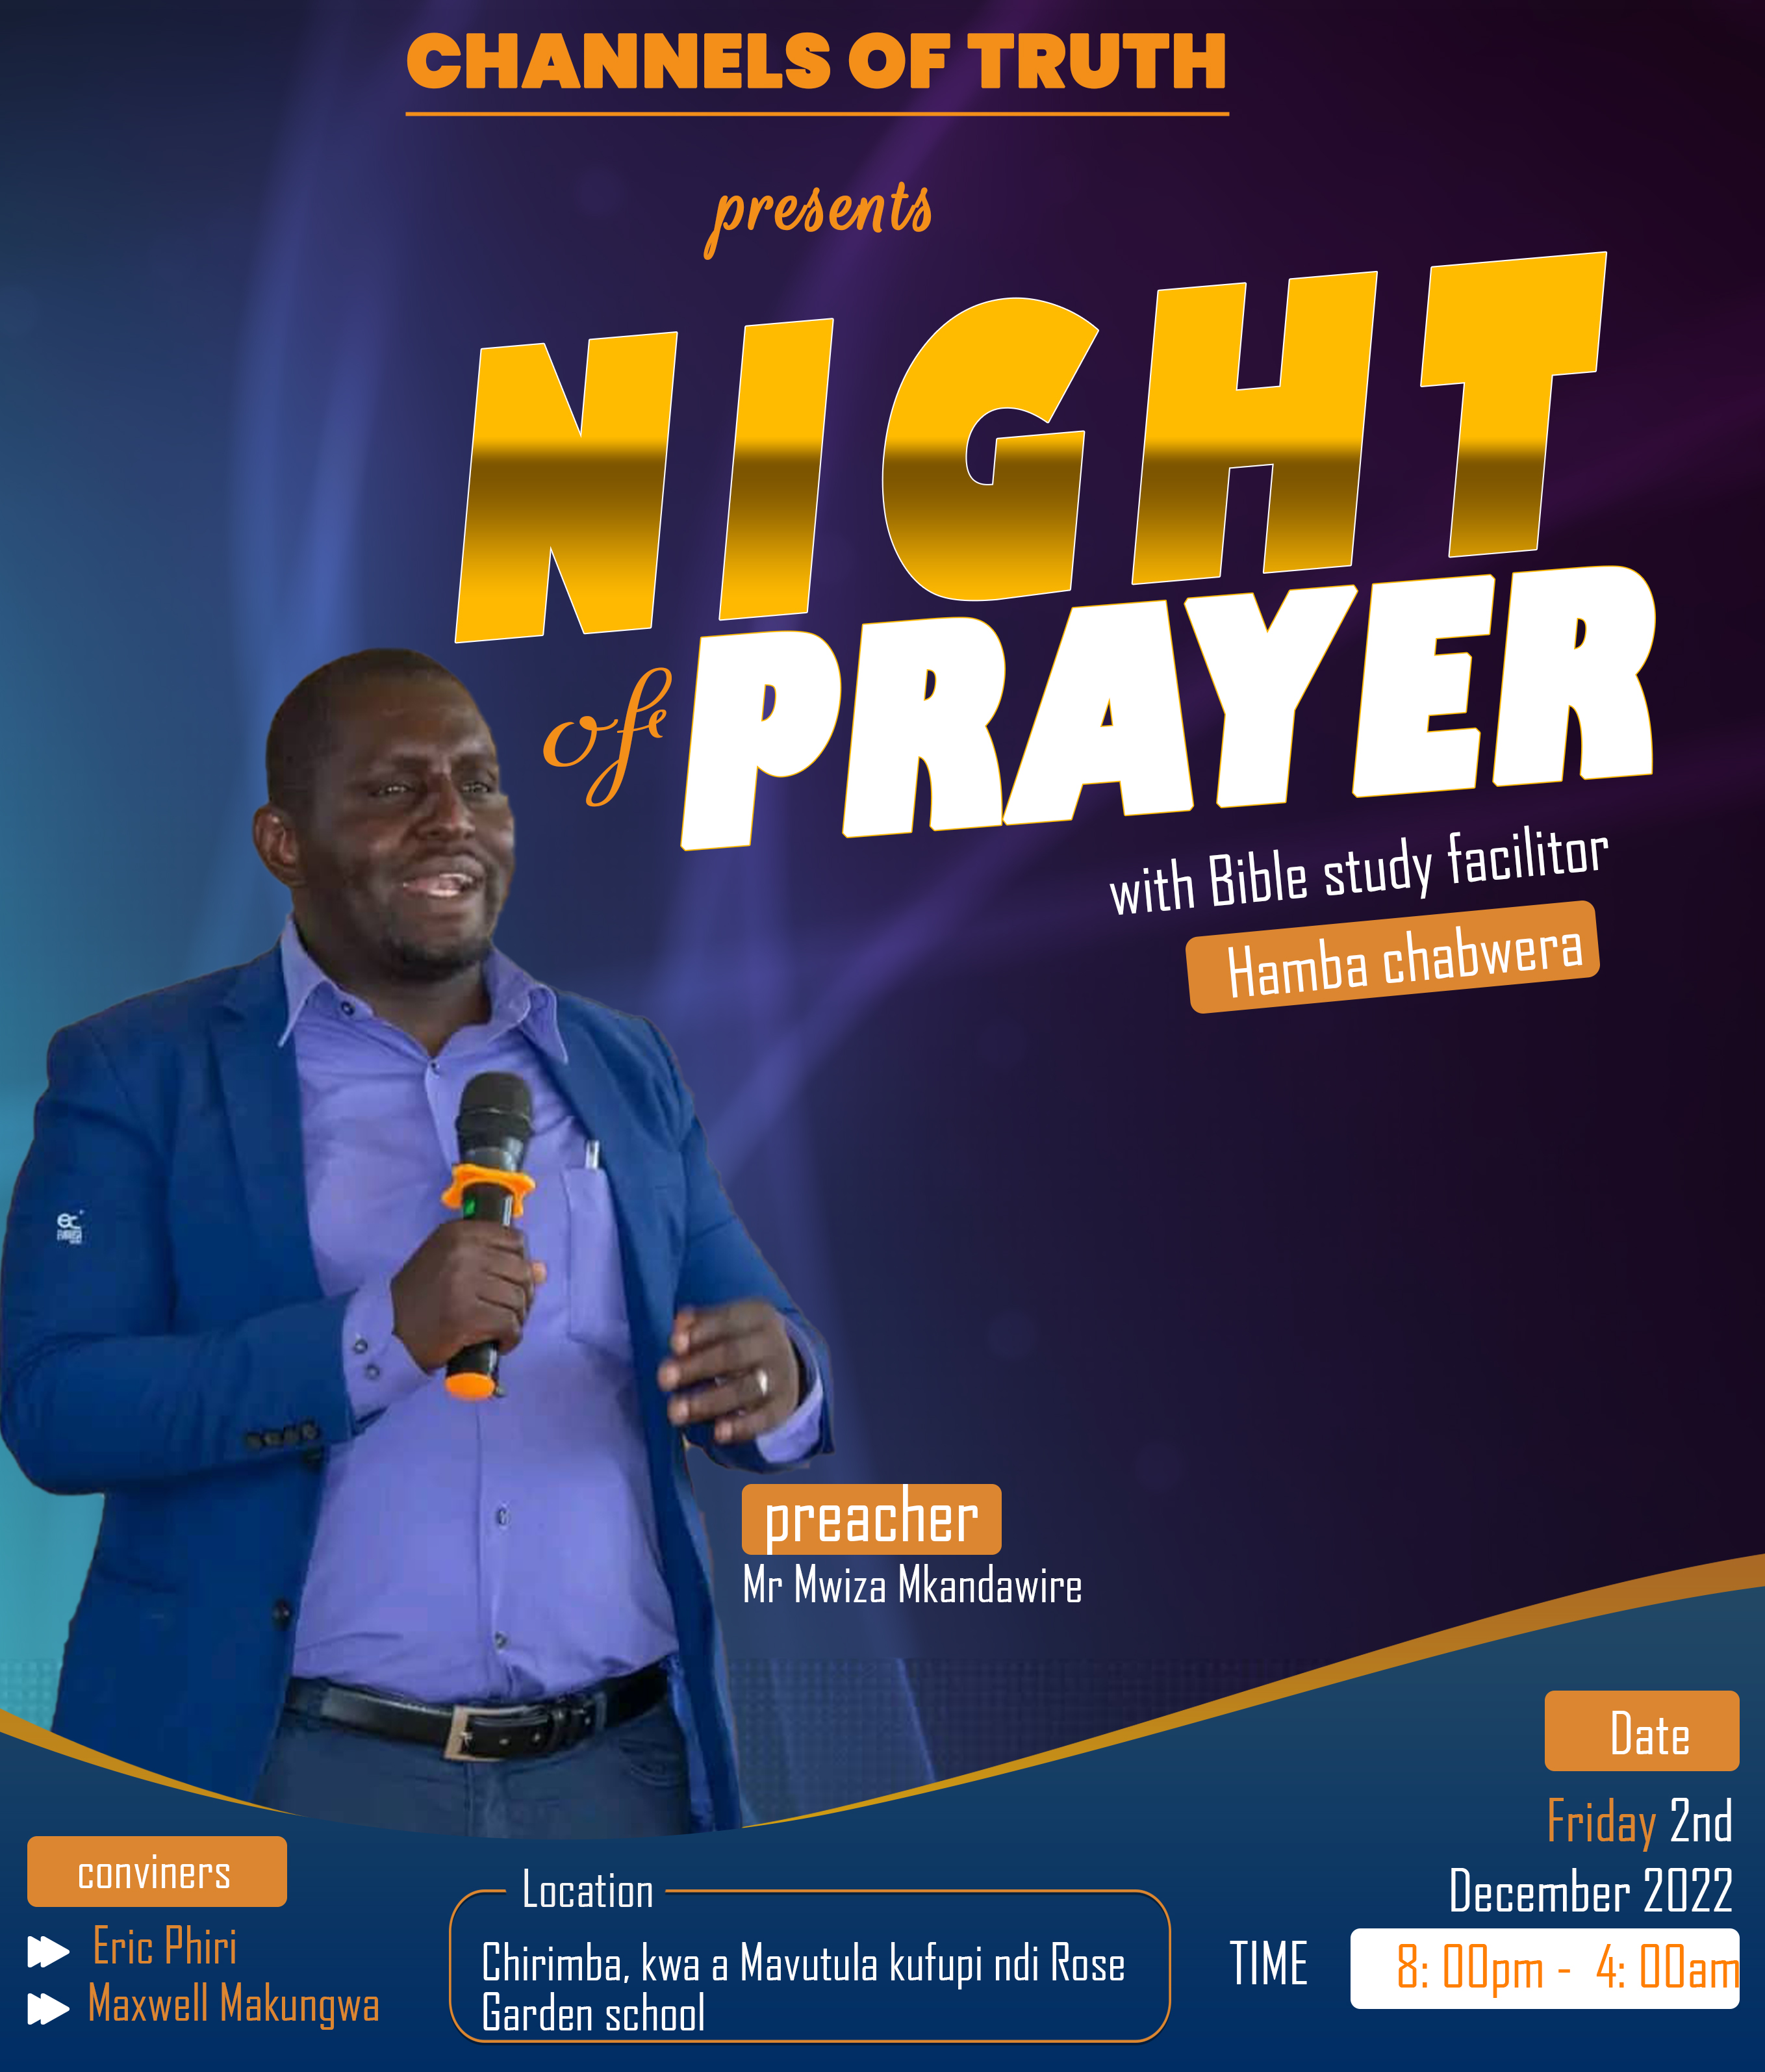 CHANNELS OF TRUTH
presents
NIGHT
of PRAYER
with Bible study facilitor
Hamba chabwera
ec
preacher
Mr Mwiza Mkandawire
Date
Friday 2nd
December 2022
TIME 8: 00pm - 4: 00am
conviners
Eric Phiri
Maxwell Makungwa
Location
Chirimba, kwa a Mavutula kufupi ndi Rose
Garden school